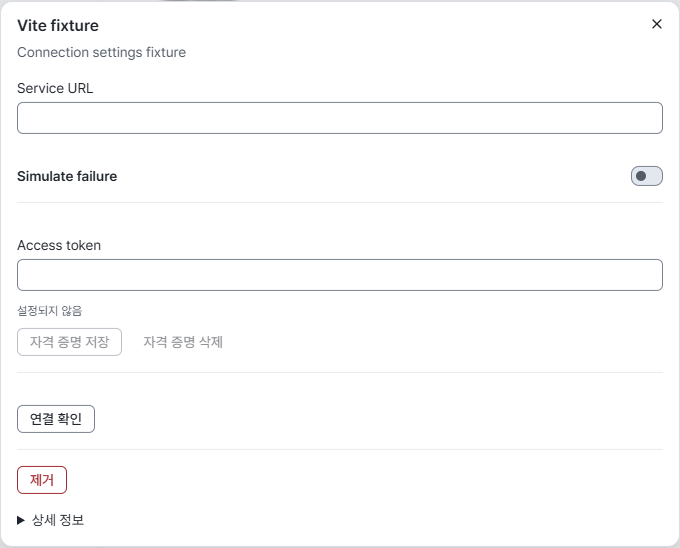 Vite fixture
Connection settings fixture
Service URL
Simulate failure
Access token
설정되지 않음
자격 증명 저장 자격 증명 삭제
연결 확인
제거
상세 정보